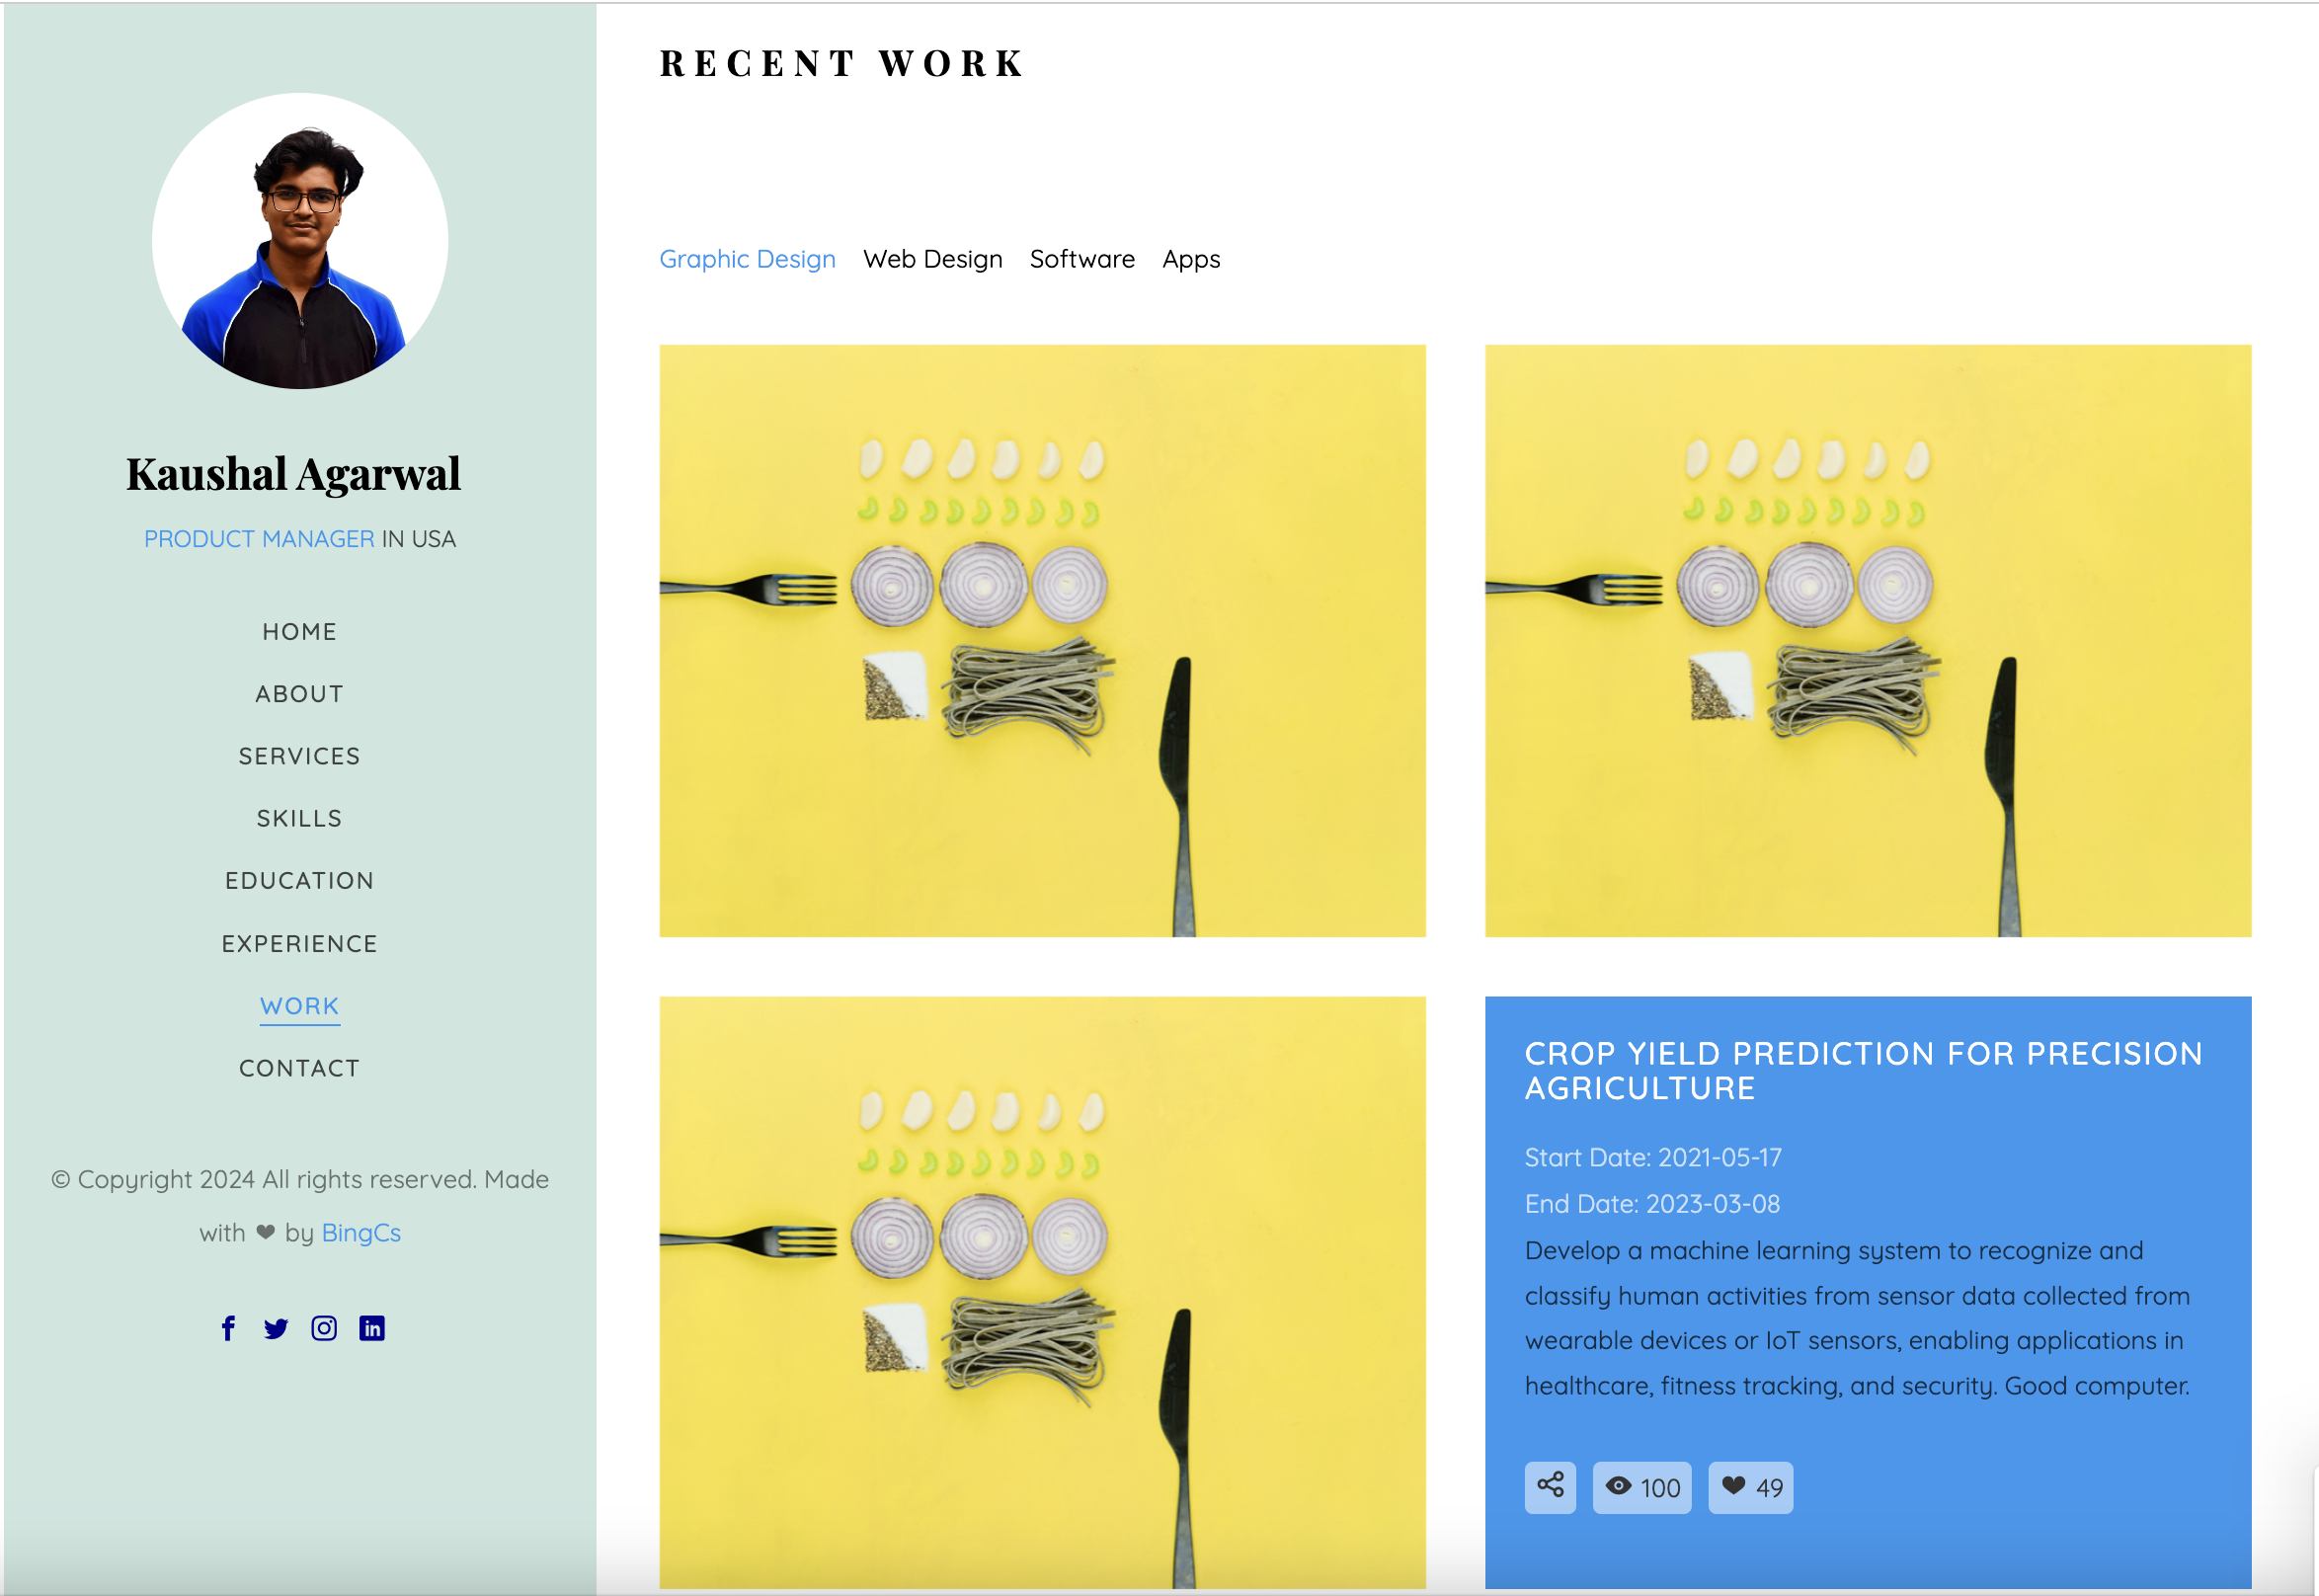 Kaushal Agarwal
PRODUCT MANAGER IN USA
HOME
ABOUT
SERVICES
SKILLS
EDUCATION
EXPERIENCE
WORK
CONTACT
© Copyright 2024 All rights reserved. Made
with ❤ by BingCs
RECENT WORK
Graphic Design Web Design Software Apps
CROP YIELD PREDICTION FOR PRECISION
AGRICULTURE
Start Date: 2021-05-17
End Date: 2023-03-08
Develop a machine learning system to recognize and
classify human activities from sensor data collected from
wearable devices or IoT sensors, enabling applications in
healthcare, fitness tracking, and security. Good computer.
100 49